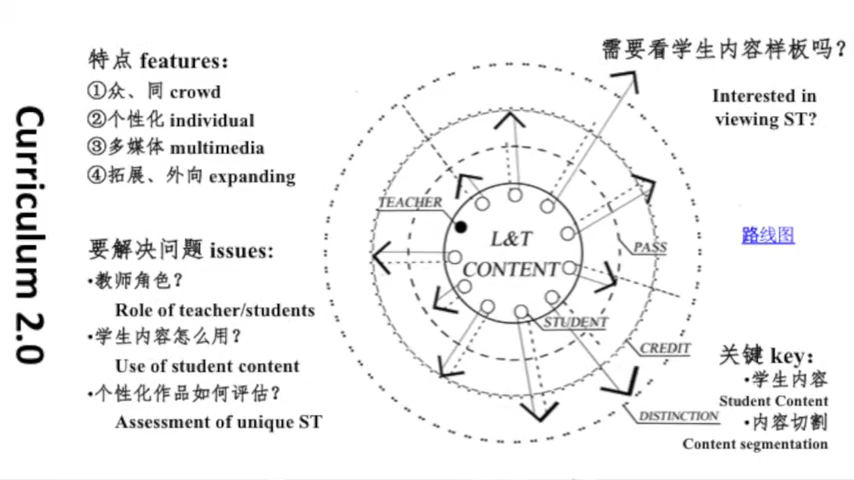 Curriculum 2.0
特点 features：
①众、同 crowd
②个性化 individual
③多媒体 multimedia
④拓展、外向 expanding
要解决问题 issues:
•教师角色？
Role of teacher/students
•学生内容怎么用？
Use of student content
•个性化作品如何评估？
Assessment of unique ST
TEACHER
L&T
CONTENT
STUDENT
PASS
CREDIT
DISTINCTION
需要看学生内容样板吗？
Interested in
viewing ST?
路线图
关键 key：
•学生内容
Student Content
•内容切割
Content segmentation